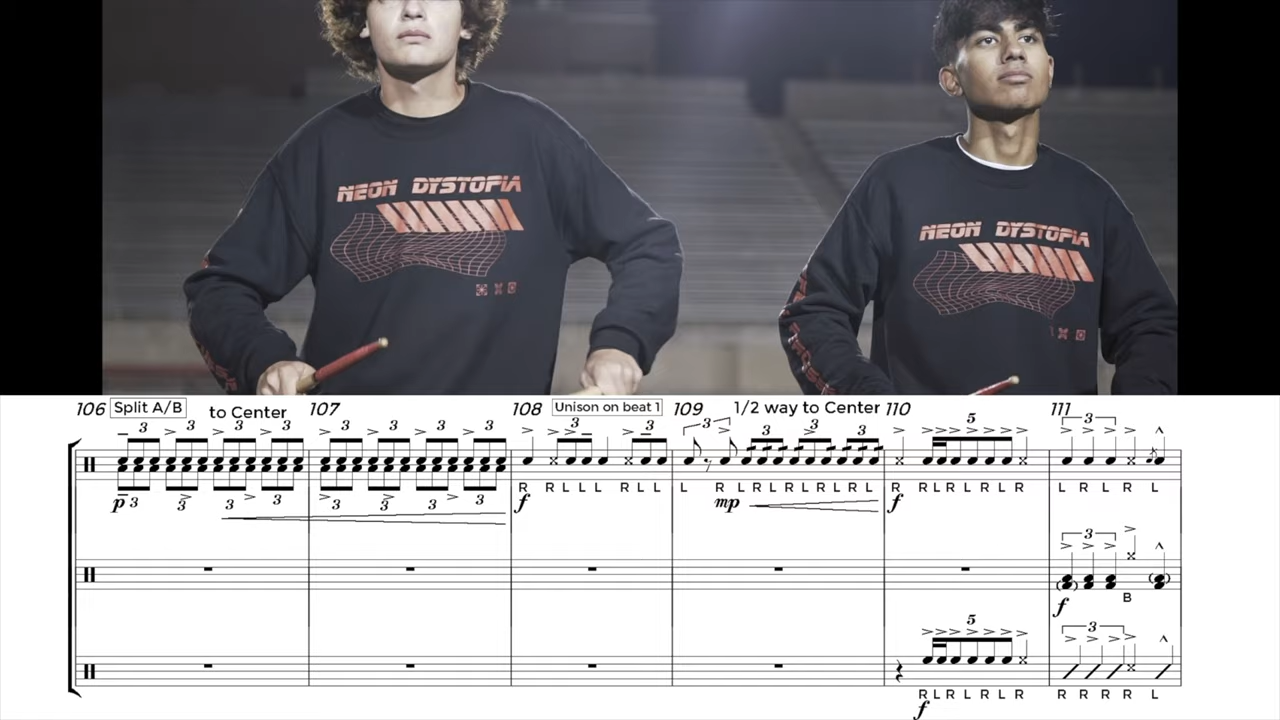 NEON DYSTOPIA
NEON DYSTOPIA
106 Split A/B to Center 107 108 Unison on beat 1 109 1/2 way to Center 110 111
3 3 3 3 3 3 3 3 3 3 3 3 3 3 5 3
R R L L L R L L L R L R L R L R L R L R R L R L R L R L R L R L
3 3 3 3 3 3 3 3
p f mp f
3
B
f
5 3
R L R L R L R R R R R L
f